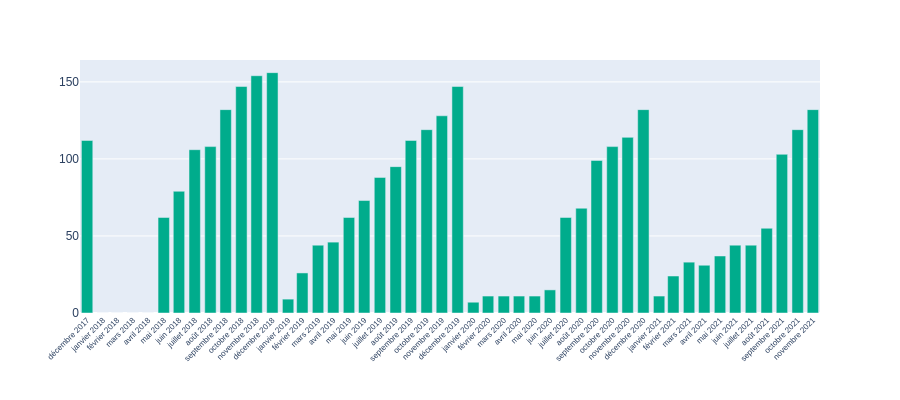 150
100
50
0
décembre 2017
janvier 2018
février 2018
mars 2018
avril 2018
mai 2018
juin 2018
juillet 2018
août 2018
septembre 2018
octobre 2018
novembre 2018
décembre 2018
janvier 2019
février 2019
mars 2019
avril 2019
mai 2019
juin 2019
juillet 2019
août 2019
septembre 2019
octobre 2019
novembre 2019
décembre 2019
janvier 2020
février 2020
mars 2020
avril 2020
mai 2020
juin 2020
juillet 2020
août 2020
septembre 2020
octobre 2020
novembre 2020
décembre 2020
janvier 2021
février 2021
mars 2021
avril 2021
mai 2021
juin 2021
juillet 2021
août 2021
septembre 2021
octobre 2021
novembre 2021